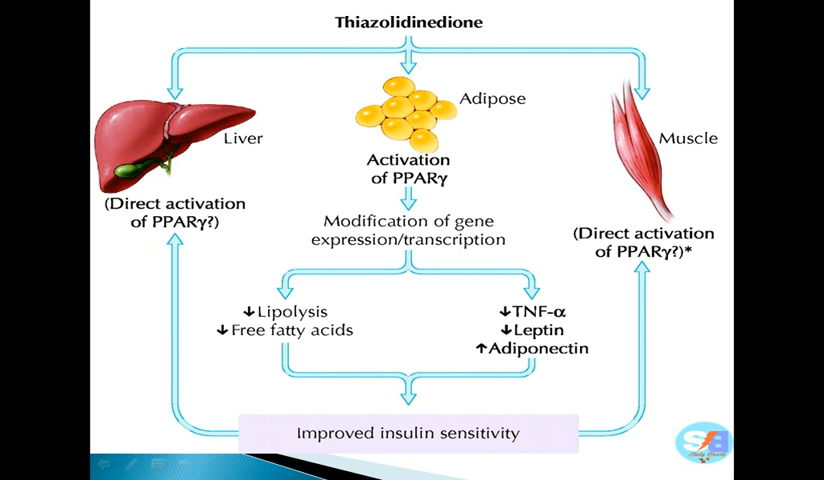 Thiazolidinedione
Liver
Adipose
Muscle
(Direct activation
of PPARγ?)
Activation
of PPARγ
(Direct activation
of PPARγ?)*
Modification of gene
expression/transcription
↓Lipolysis
↓Free fatty acids
↓TNF-α
↓Leptin
↑Adiponectin
Improved insulin sensitivity